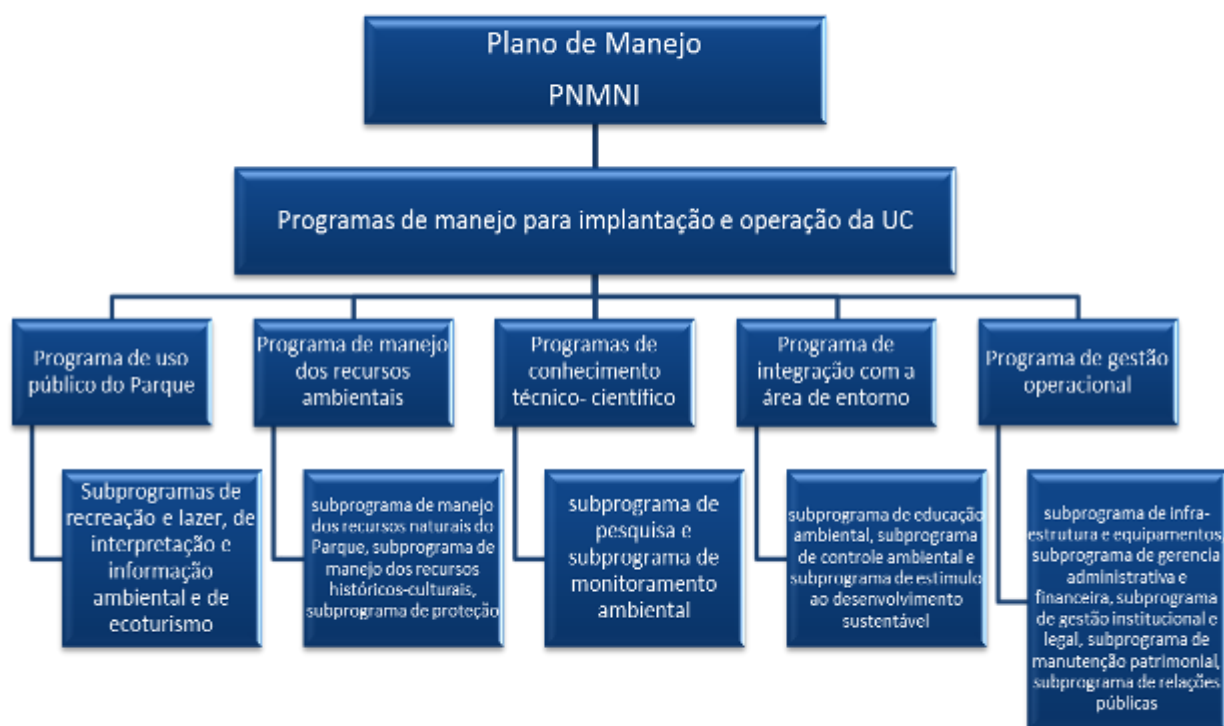 Plano de Manejo
PNMNI
Programas de manejo para implantação e operação da UC
Programa de uso
público do Parque
Programa de manejo
dos recursos
ambientais
Programas de
conhecimento
técnico- científico
Programa de
integração com a
área de entorno
Programa de gestão
operacional
Subprogramas de
recreação e lazer, de
interpretação e
informação
ambiental e de
ecoturismo
subprograma de manejo
dos recursos naturais do
Parque, subprograma de
manejo dos recursos
históricos-culturais,
subprograma de proteção
subprograma de
pesquisa e
subprograma de
monitoramento
ambiental
subprograma de educação
ambiental, subprograma
de controle ambiental e
subprograma de estimulo
ao desenvolvimento
sustentável
subprograma de infra-
estrutura e equipamentos
subprograma de gerencia
administrativa e
financeira, subprograma
de gestão institucional e
legal, subprograma de
manutenção patrimonial,
subprograma de relações
públicas